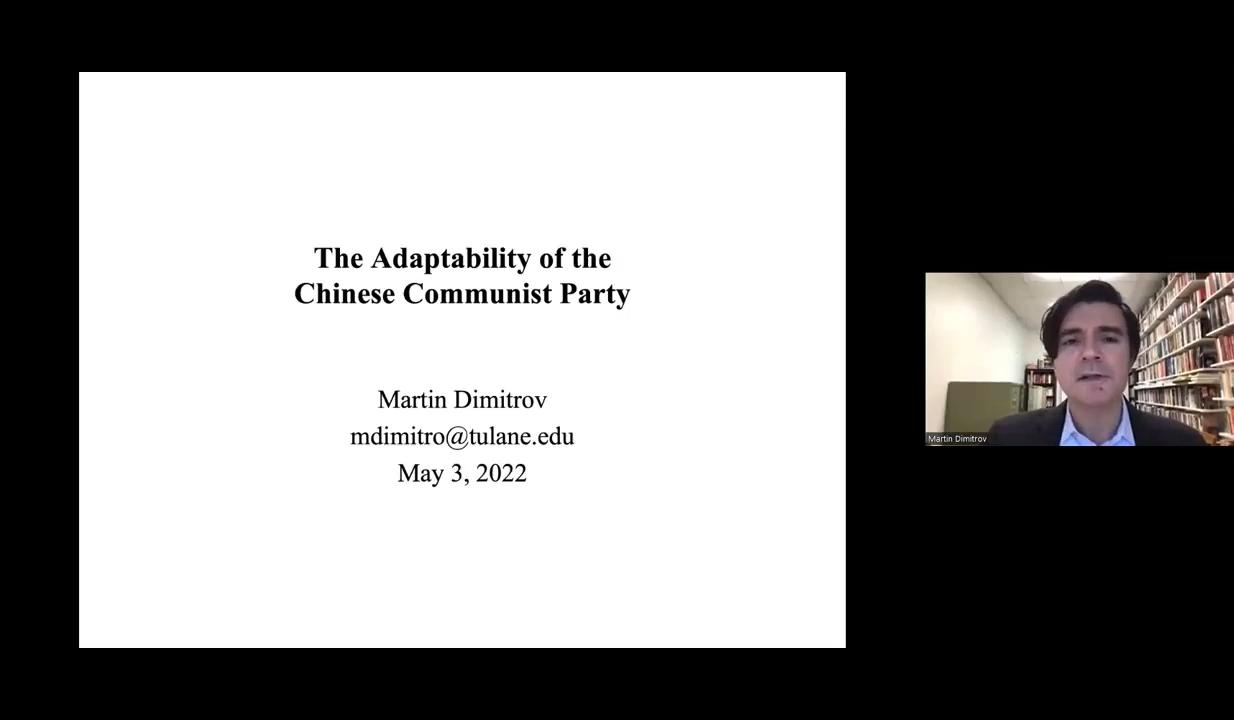 The Adaptability of the
Chinese Communist Party
Martin Dimitrov
mdimitro@tulane.edu
May 3, 2022
Martin Dimitrov